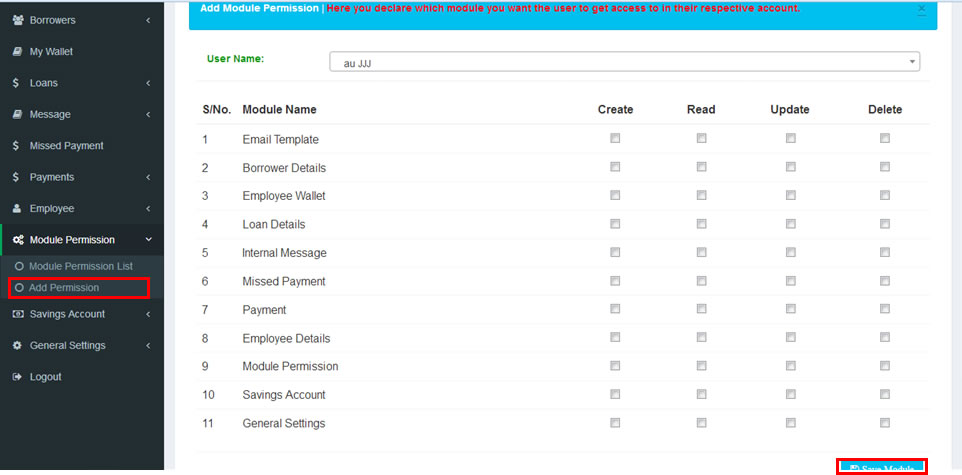 Borrowers
My Wallet
Loans
Message
Missed Payment
Payments
Employee
Module Permission
Module Permission List
Add Permission
Savings Account
General Settings
Logout
Add Module Permission | Here you declare which module you want the user to get access to in their respective account. ×
User Name: au JJJ
S/No. Module Name Create Read Update Delete
1 Email Template
2 Borrower Details
3 Employee Wallet
4 Loan Details
5 Internal Message
6 Missed Payment
7 Payment
8 Employee Details
9 Module Permission
10 Savings Account
11 General Settings
Save Module